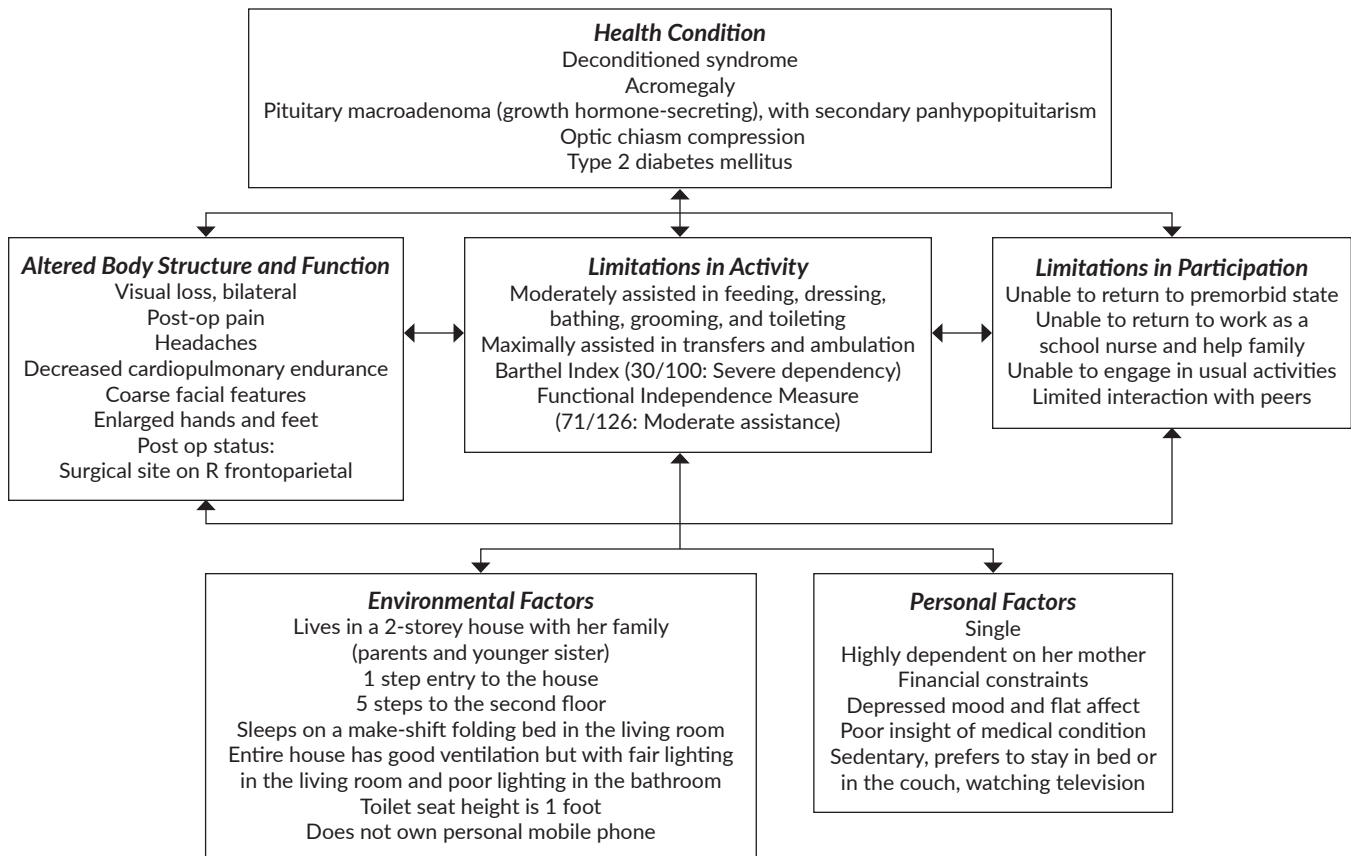 Health Condition
Deconditioned syndrome
Acromegaly
Pituitary macroadenoma (growth hormone-secreting), with secondary panhypopituitarism
Optic chiasm compression
Type 2 diabetes mellitus
Altered Body Structure and Function
Visual loss, bilateral
Post-op pain
Headaches
Decreased cardiopulmonary endurance
Coarse facial features
Enlarged hands and feet
Post op status:
Surgical site on R frontoparietal
Limitations in Activity
Moderately assisted in feeding, dressing,
bathing, grooming, and toileting
Maximally assisted in transfers and ambulation
Barthel Index (30/100: Severe dependency)
Functional Independence Measure
(71/126: Moderate assistance)
Limitations in Participation
Unable to return to premorbid state
Unable to return to work as a
school nurse and help family
Unable to engage in usual activities
Limited interaction with peers
Environmental Factors
Lives in a 2-storey house with her family
(parents and younger sister)
1 step entry to the house
5 steps to the second floor
Sleeps on a make-shift folding bed in the living room
Entire house has good ventilation but with fair lighting
in the living room and poor lighting in the bathroom
Toilet seat height is 1 foot
Does not own personal mobile phone
Personal Factors
Single
Highly dependent on her mother
Financial constraints
Depressed mood and flat affect
Poor insight of medical condition
Sedentary, prefers to stay in bed or
in the couch, watching television